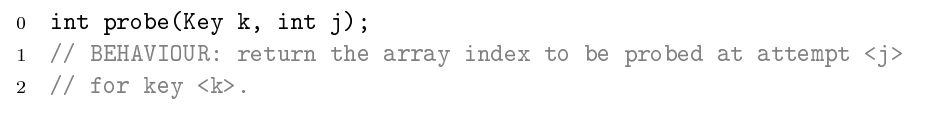 0 int probe(Key k, int j);
1 // BEHAVIOUR: return the array index to be probed at attempt <j>
2 // for key <k>.